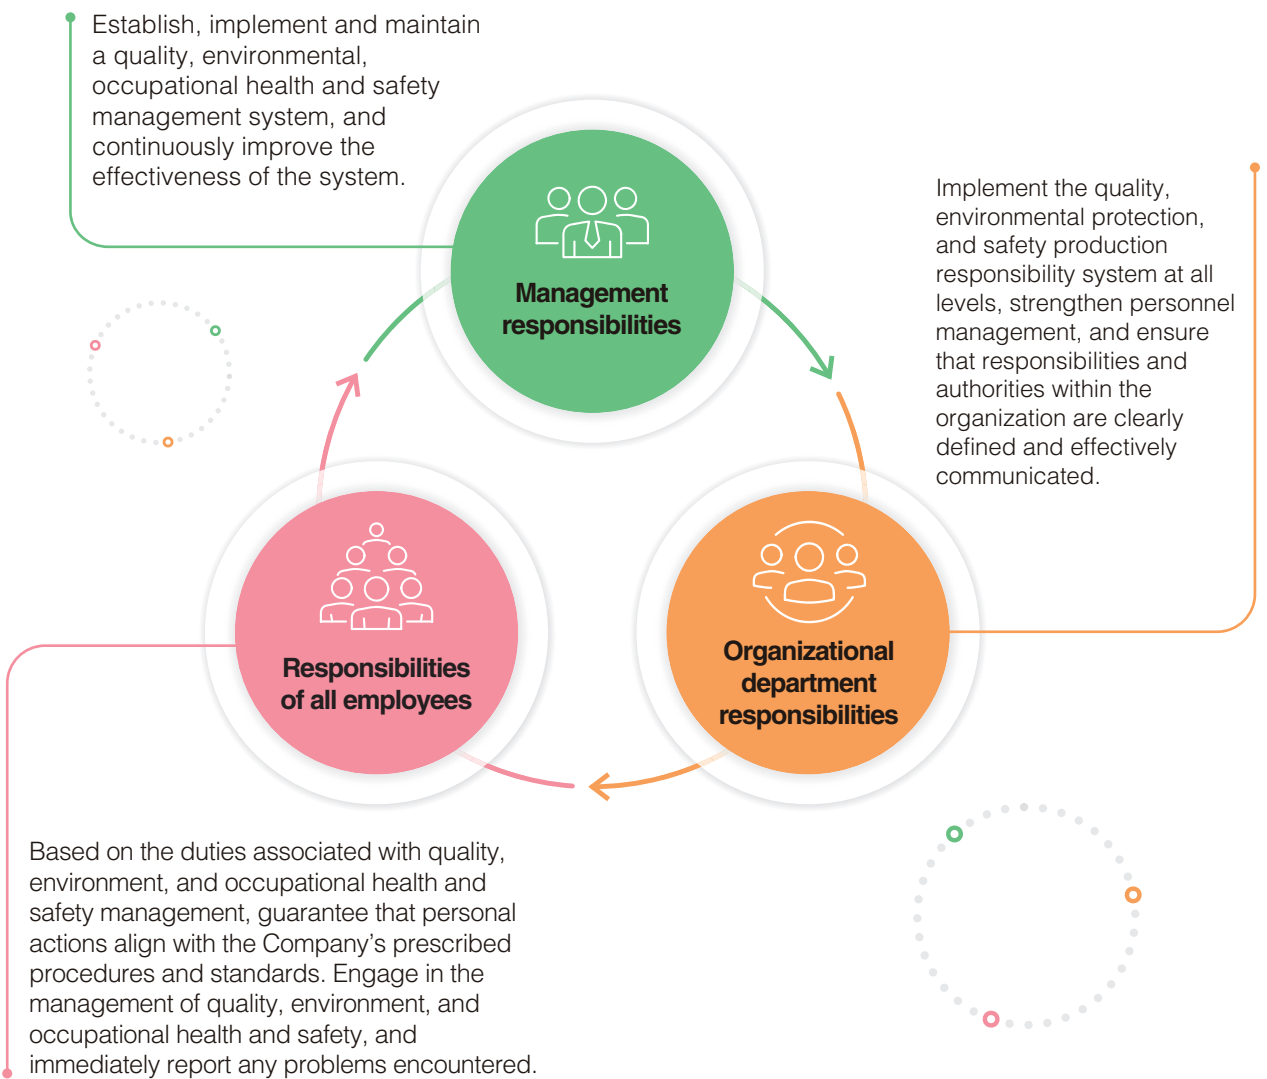 Establish, implement and maintain
a quality, environmental,
occupational health and safety
management system, and
continuously improve the
effectiveness of the system.
Management
responsibilities
Implement the quality,
environmental protection,
and safety production
responsibility system at all
levels, strengthen personnel
management, and ensure
that responsibilities and
authorities within the
organization are clearly
defined and effectively
communicated.
Organizational
department
responsibilities
Responsibilities
of all employees
Based on the duties associated with quality,
environment, and occupational health and
safety management, guarantee that personal
actions align with the Company’s prescribed
procedures and standards. Engage in the
management of quality, environment, and
occupational health and safety, and
immediately report any problems encountered.